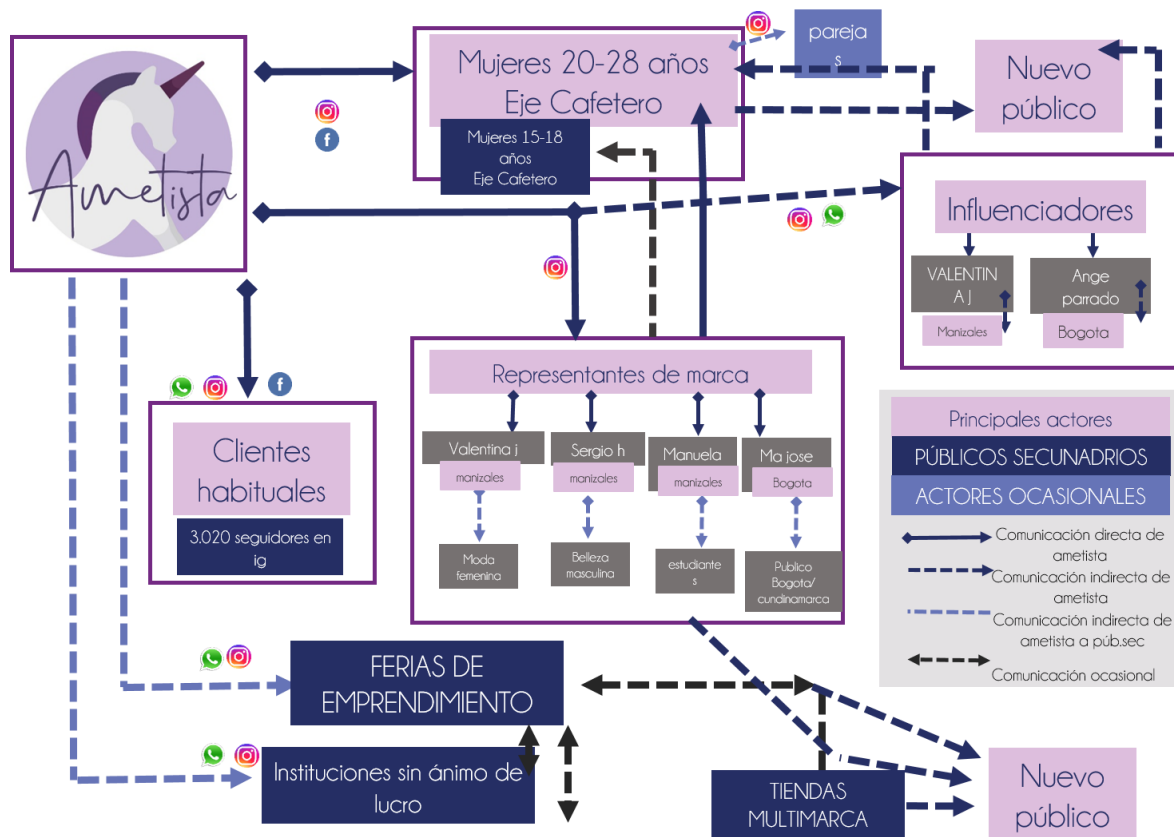 Ametista
Mujeres 20-28 años
Eje Cafetero
Mujeres 15-18
años
Eje Cafetero
pareja
s
Nuevo
público
Influenciadores
VALENTIN
A J
Manizales
Ange
parrado
Bogota
Clientes
habituales
3.020 seguidores en
ig
Representantes de marca
Valentina j
manizales
Moda
femenina
Sergio h
manizales
Belleza
masculina
Manuela
manizales
estudiante
s
Ma jose
Bogota
Publico
Bogota/
cundinamarca
Principales actores
PÚBLICOS SECUNADRIOS
ACTORES OCASIONALES
Comunicación directa de
ametista
Comunicación indirecta de
ametista
Comunicación indirecta de
ametista a púb.sec
Comunicación ocasional
FERIAS DE
EMPRENDIMIENTO
Instituciones sin ánimo de
lucro
TIENDAS
MULTIMARCA
Nuevo
público